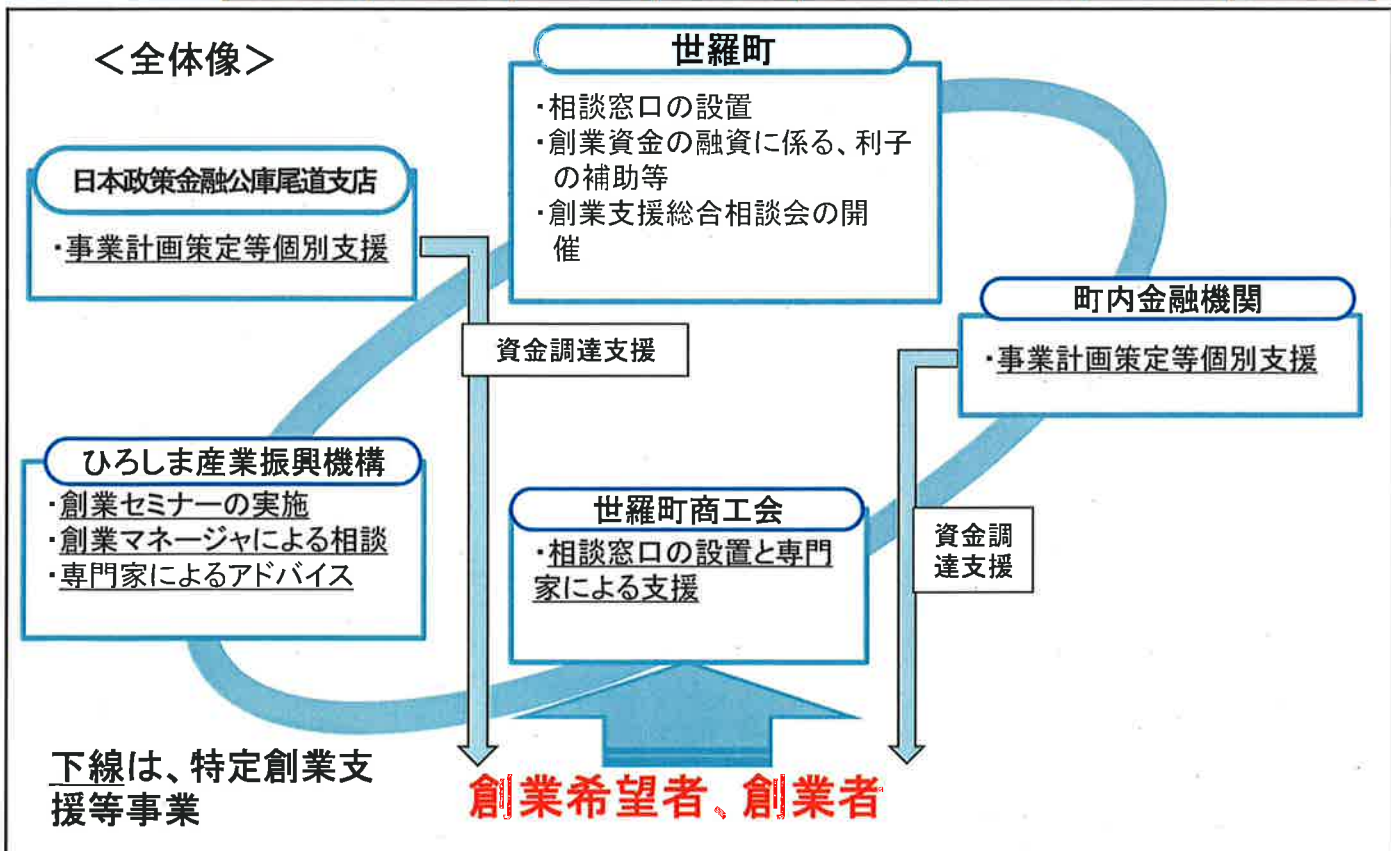 ＜全体像＞
世羅町
・相談窓口の設置
・創業資金の融資に係る、利子
の補助等
・創業支援総合相談会の開
催
日本政策金融公庫尾道支店
・事業計画策定等個別支援
資金調達支援
町内金融機関
・事業計画策定等個別支援
資金調
達支援
ひろしま産業振興機構
・創業セミナーの実施
・創業マネージャによる相談
・専門家によるアドバイス
世羅町商工会
・相談窓口の設置と専門
家による支援
下線は、特定創業支
援等事業
創業希望者、創業者